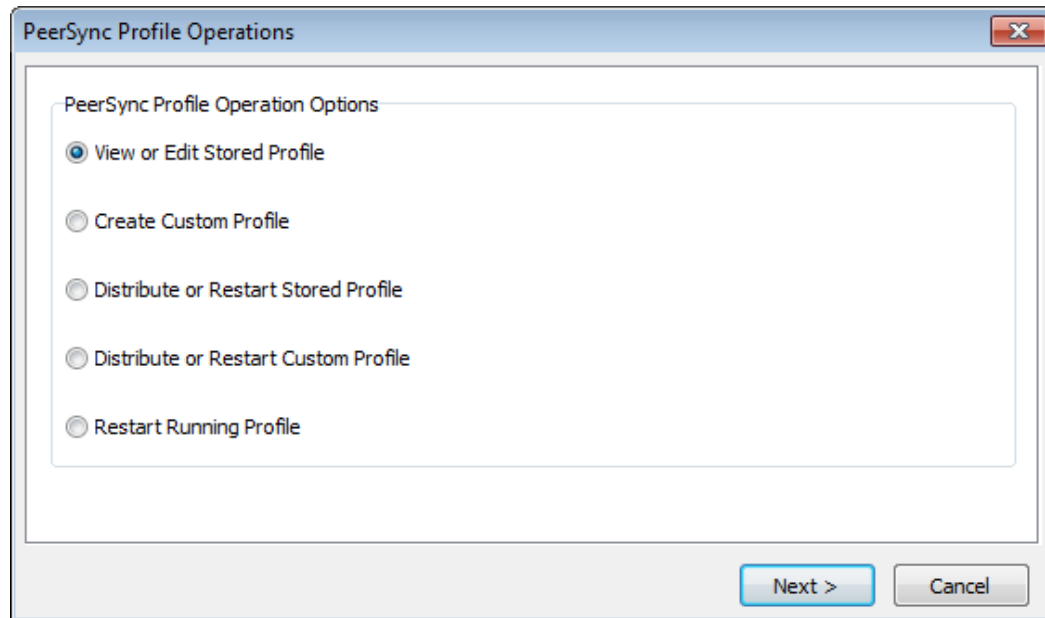 PeerSync Profile Operations
PeerSync Profile Operation Options
View or Edit Stored Profile
Create Custom Profile
Distribute or Restart Stored Profile
Distribute or Restart Custom Profile
Restart Running Profile
Next > Cancel